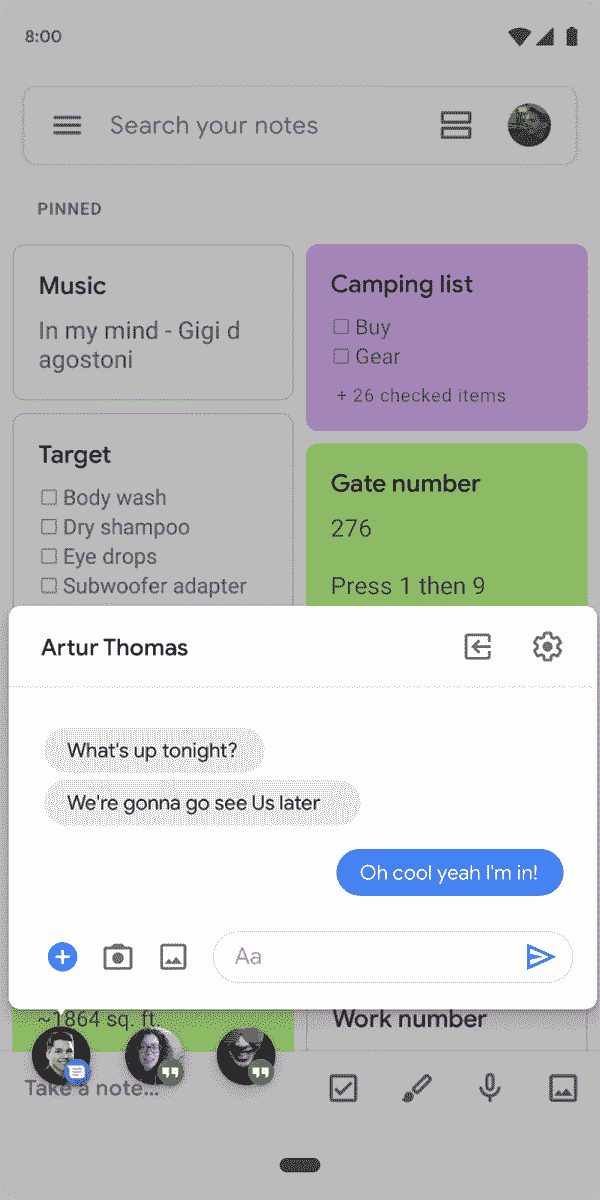 8:00
Search your notes
PINNED
Music
In my mind - Gigi d
agostoni
Camping list
Buy
Gear
+ 26 checked items
Target
Body wash
Dry shampoo
Eye drops
Subwoofer adapter
Gate number
276
Press 1 then 9
Artur Thomas
What's up tonight?
We're gonna go see Us later
Oh cool yeah I'm in!
Aa
~1864 sq. ft.
Work number
Take a note...